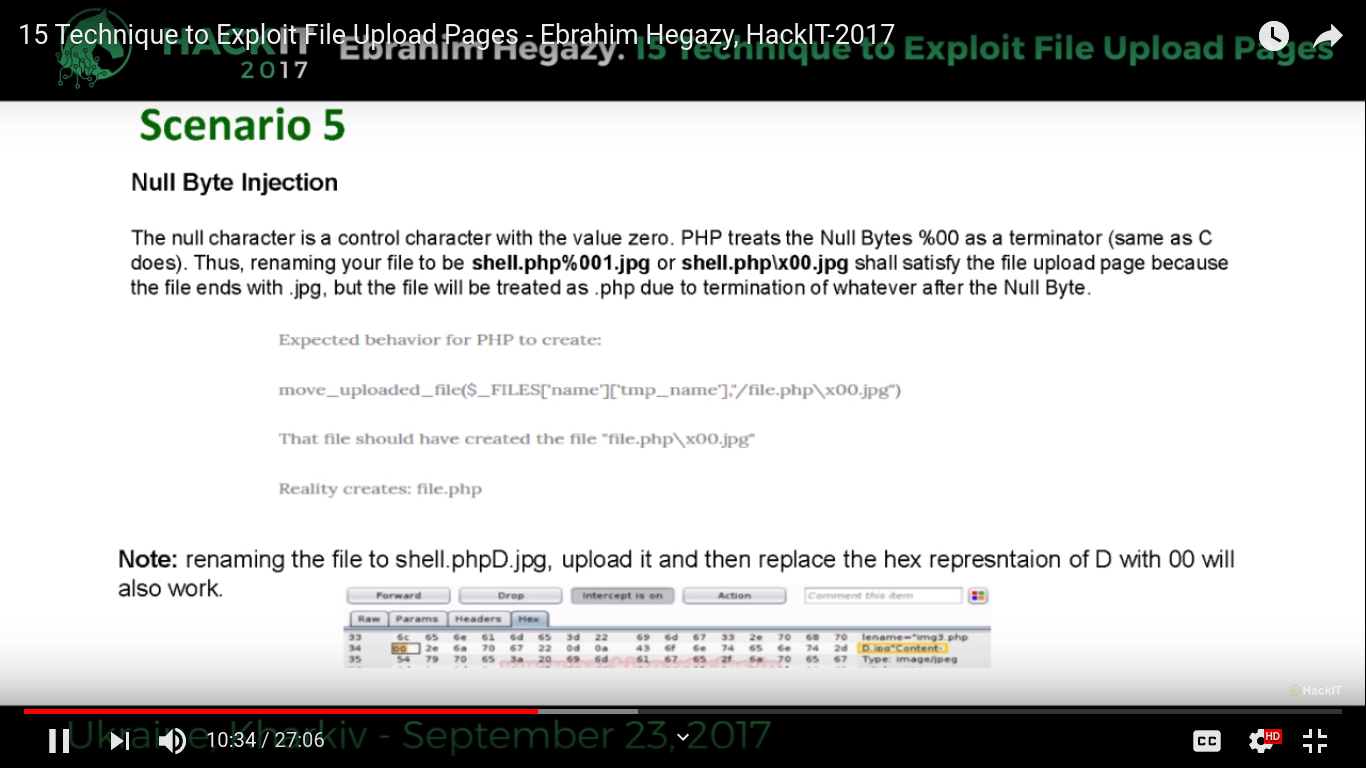 15 Technique to Exploit File Upload Pages - Ebrahim Hegazy, HackIT-2017
HACKIT
2017
Ebrahim Hegazy. 15 Technique to Exploit File Upload Pages
Scenario 5
Null Byte Injection
The null character is a control character with the value zero. PHP treats the Null Bytes %00 as a terminator (same as C
does). Thus, renaming your file to be shell.php%001.jpg or shell.php\x00.jpg shall satisfy the file upload page because
the file ends with .jpg, but the file will be treated as .php due to termination of whatever after the Null Byte.
Expected behavior for PHP to create:
move_uploaded_file($_FILES['name']['tmp_name'],"/file.php\x00.jpg")
That file should have created the file "file.php\x00.jpg"
Reality creates: file.php
Note: renaming the file to shell.phpD.jpg, upload it and then replace the hex represntaion of D with 00 will
also work.
Forward Drop Intercept is on Action Comment this item
Raw Params Headers Hex
33 6c 65 6e 61 6d 65 3d 22 69 6d 67 33 2e 70 68 70 lename="img3.php
34 00 2e 6a 70 67 22 0d 0a 43 6f 6e 74 65 6e 74 2d D.jpg"Content-
35 54 79 70 65 3a 20 69 6d 61 67 65 2f 6a 70 65 67 Type: image/jpeg
HackIT
Ukraine, Kharkiv - September 23, 2017
10:34 / 27:06
CC
HD